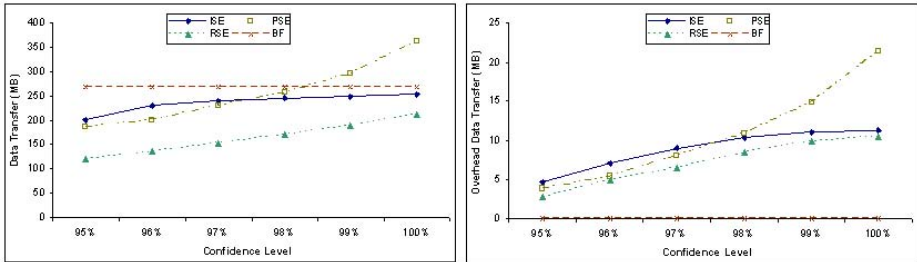 400
350
300
250
200
150
100
50
0
Data Transfer (MB)
ISE PSE
RSE BF
95% 96% 97% 98% 99% 100%
Confidence Level
25
20
15
10
5
0
Overhead Data Transfer (MB)
ISE PSE
RSE BF
95% 96% 97% 98% 99% 100%
Confidence Level